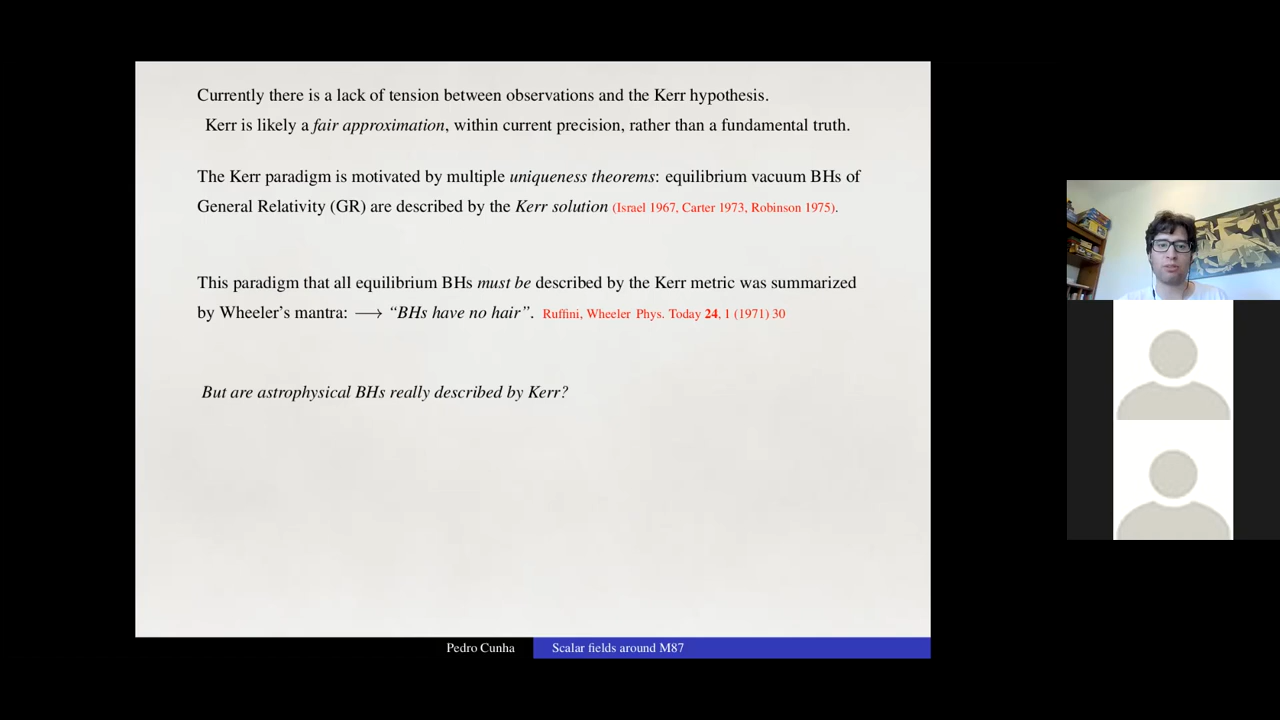 Currently there is a lack of tension between observations and the Kerr hypothesis.
Kerr is likely a fair approximation, within current precision, rather than a fundamental truth.
The Kerr paradigm is motivated by multiple uniqueness theorems: equilibrium vacuum BHs of
General Relativity (GR) are described by the Kerr solution (Israel 1967, Carter 1973, Robinson 1975).
This paradigm that all equilibrium BHs must be described by the Kerr metric was summarized
by Wheeler's mantra: ⟶ “BHs have no hair”. Ruffini, Wheeler Phys. Today 24, 1 (1971) 30
But are astrophysical BHs really described by Kerr?
Pedro Cunha
Scalar fields around M87